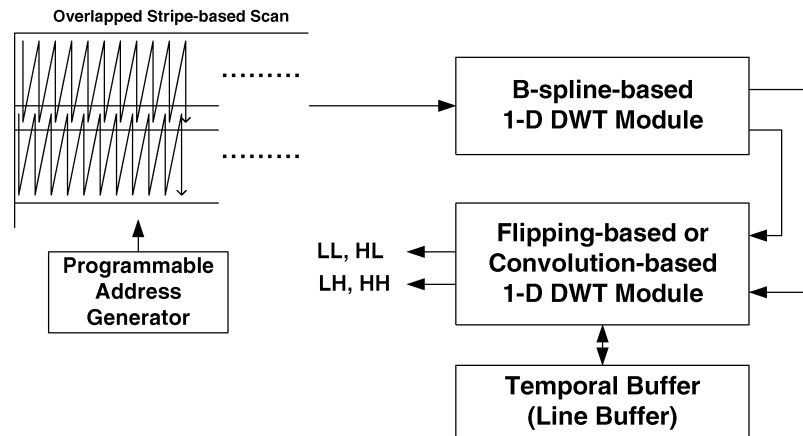 Overlapped Stripe-based Scan
B-spline-based
1-D DWT Module
Flipping-based or
Convolution-based
1-D DWT Module
LL, HL
LH, HH
Programmable
Address
Generator
Temporal Buffer
(Line Buffer)